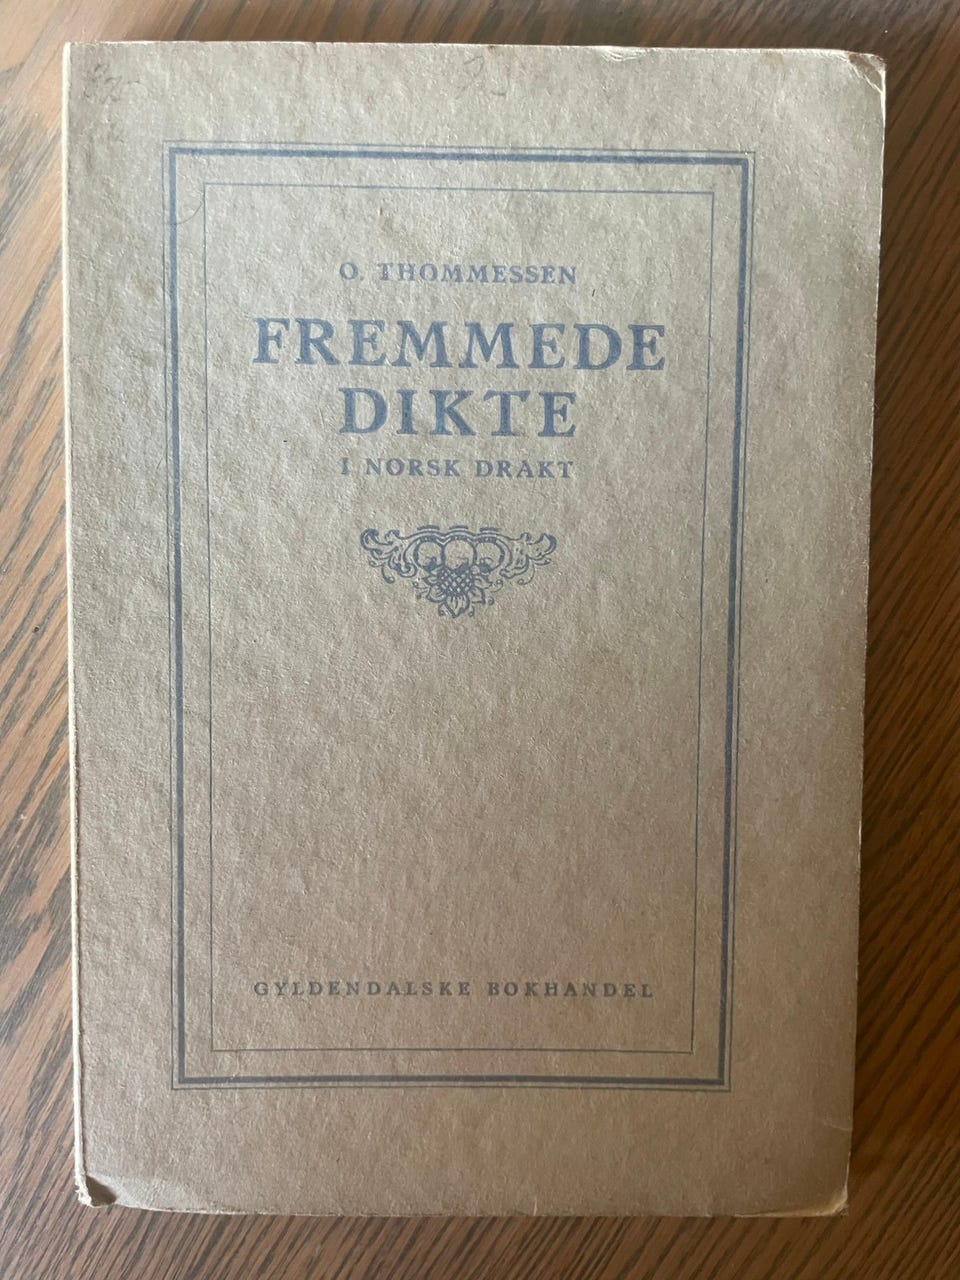 O. THOMMESSEN
FREMMEDE
DIKTE
I NORSK DRAKT
GYLDENDALSKE BOKHANDEL